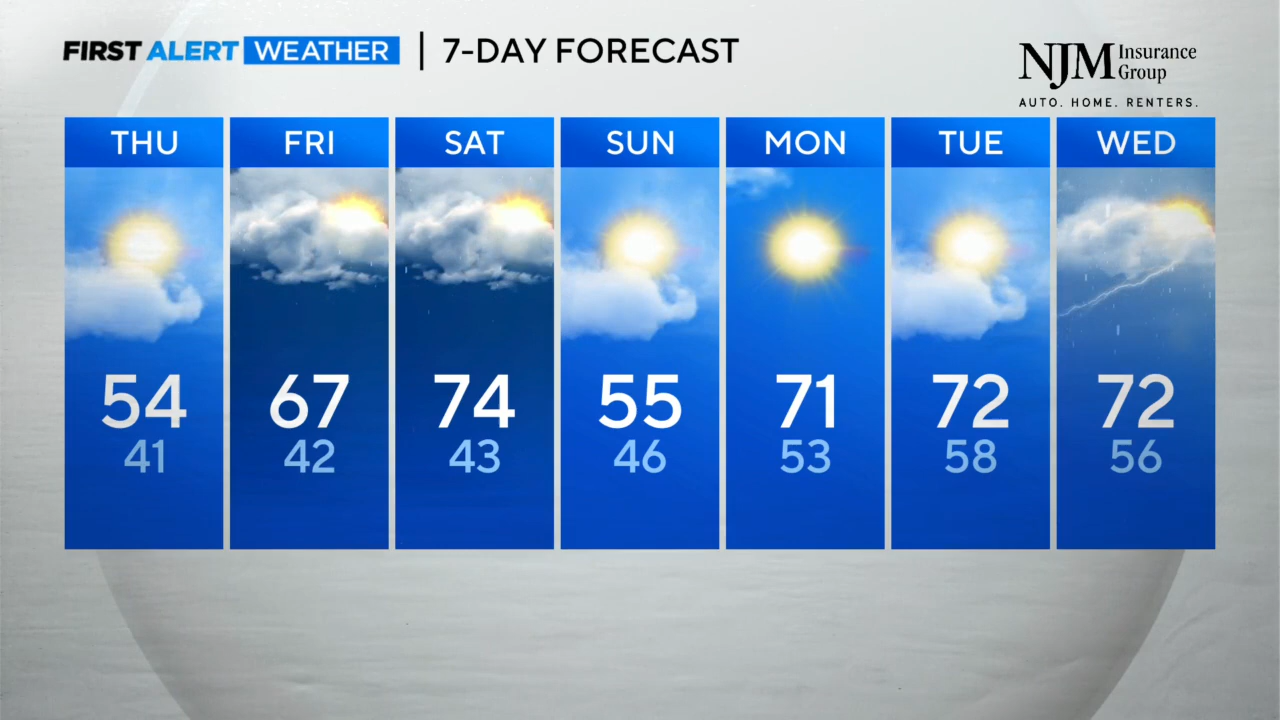 FIRST ALERT WEATHER | 7-DAY FORECAST
NJM Insurance Group
AUTO. HOME. RENTERS.
THU FRI SAT SUN MON TUE WED
54 67 74 55 71 72 72
41 42 43 46 53 58 56